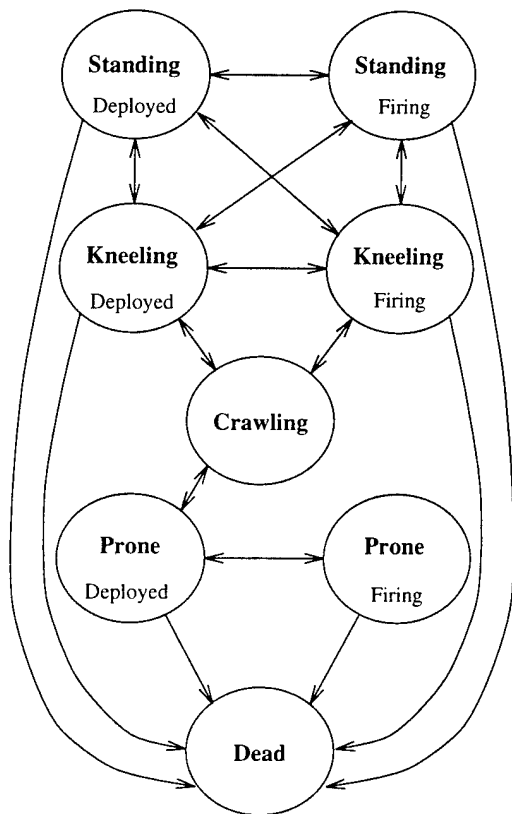 Standing
Deployed
Standing
Firing
Kneeling
Deployed
Kneeling
Firing
Crawling
Prone
Deployed
Prone
Firing
Dead